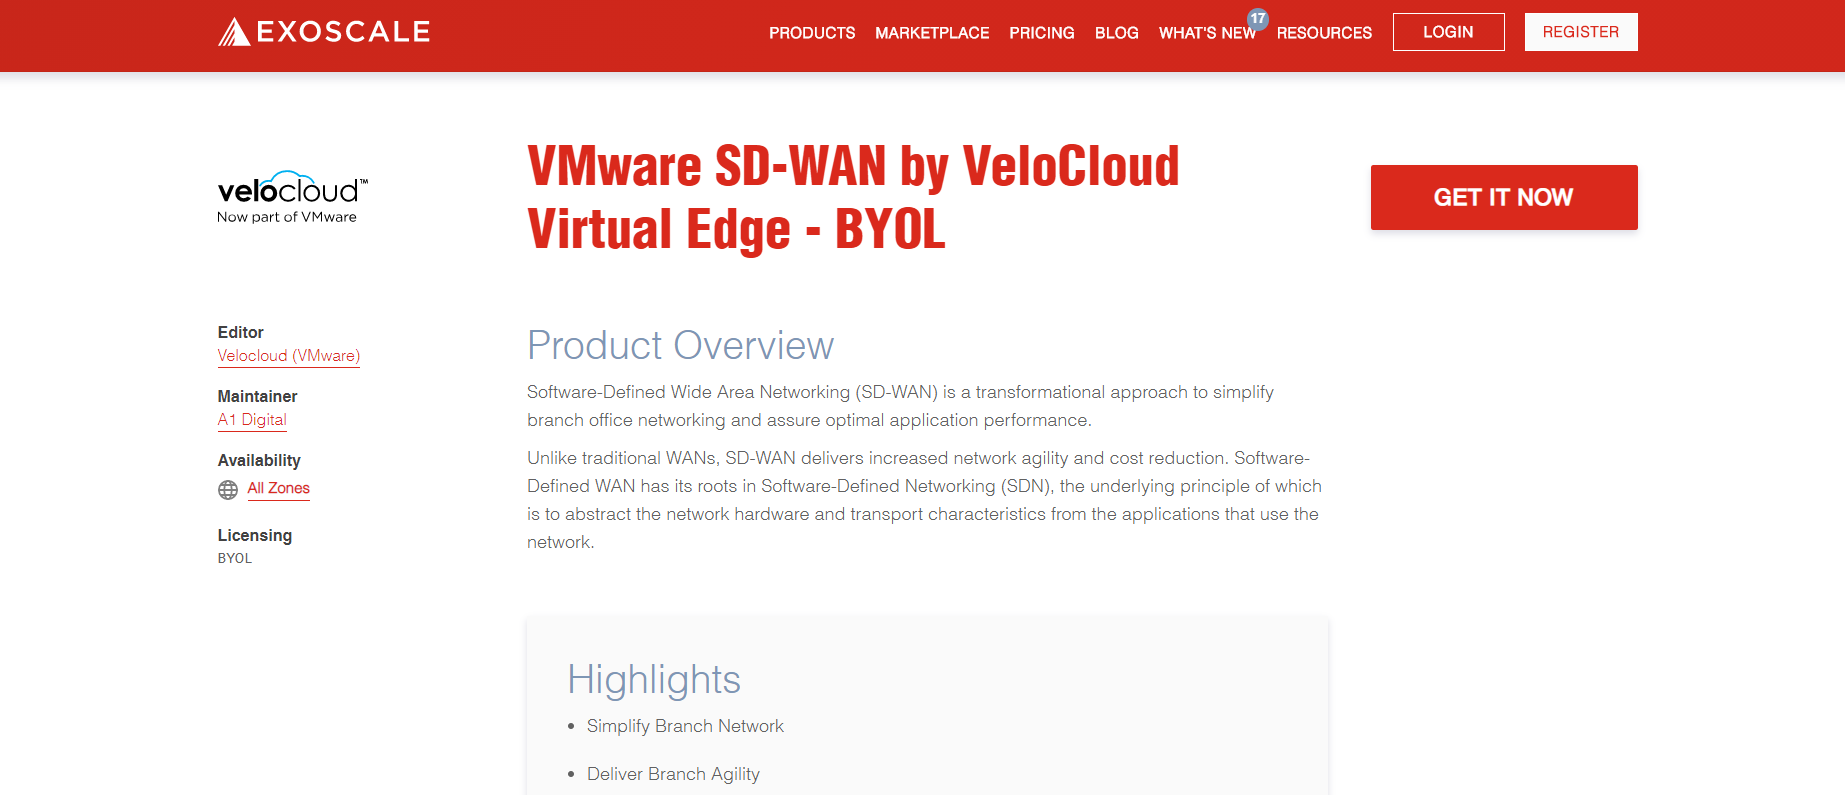 EXOSCALE
PRODUCTS MARKETPLACE PRICING BLOG WHAT'S NEW 17 RESOURCES LOGIN REGISTER
velocloud™
Now part of VMware
VMware SD-WAN by VeloCloud
Virtual Edge - BYOL
GET IT NOW
Editor
Velocloud (VMware)
Maintainer
A1 Digital
Availability
All Zones
Licensing
BYOL
Product Overview
Software-Defined Wide Area Networking (SD-WAN) is a transformational approach to simplify
branch office networking and assure optimal application performance.
Unlike traditional WANs, SD-WAN delivers increased network agility and cost reduction. Software-
Defined WAN has its roots in Software-Defined Networking (SDN), the underlying principle of which
is to abstract the network hardware and transport characteristics from the applications that use the
network.
Highlights
• Simplify Branch Network
• Deliver Branch Agility